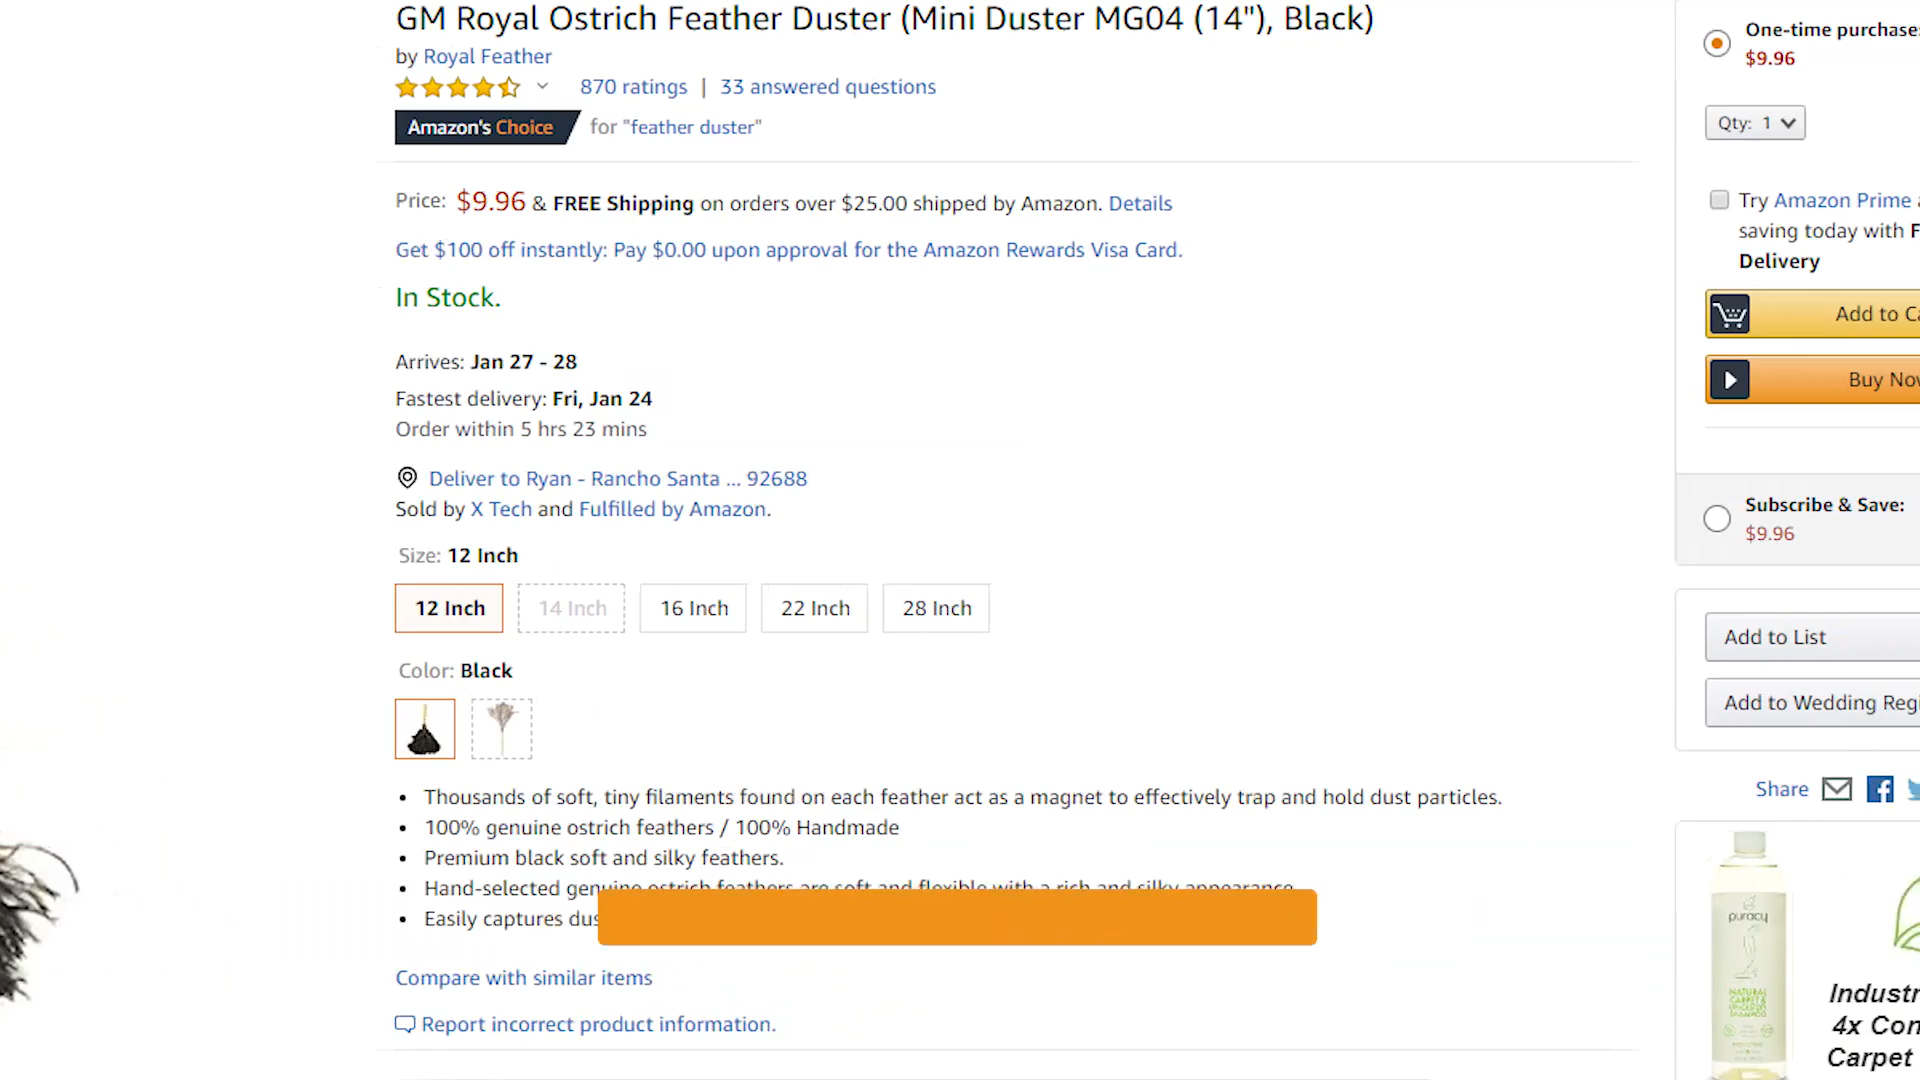 GM Royal Ostrich Feather Duster (Mini Duster MG04 (14"), Black)
by Royal Feather
870 ratings | 33 answered questions
Amazon's Choice for "feather duster"
Price: $9.96 & FREE Shipping on orders over $25.00 shipped by Amazon. Details
Get $100 off instantly: Pay $0.00 upon approval for the Amazon Rewards Visa Card.
In Stock.
Arrives: Jan 27 - 28
Fastest delivery: Fri, Jan 24
Order within 5 hrs 23 mins
Deliver to Ryan - Rancho Santa ... 92688
Sold by X Tech and Fulfilled by Amazon.
Size: 12 Inch
12 Inch 14 Inch 16 Inch 22 Inch 28 Inch
Color: Black
• Thousands of soft, tiny filaments found on each feather act as a magnet to effectively trap and hold dust particles.
• 100% genuine ostrich feathers / 100% Handmade
• Premium black soft and silky feathers.
• Hand-selected genuine ostrich feathers are soft and flexible with a rich and silky appearance
• Easily captures dus
Compare with similar items
Report incorrect product information.
One-time purchase:
$9.96
Qty: 1
Try Amazon Prime a
saving today with F
Delivery
Add to Ca
Buy Now
Subscribe & Save:
$9.96
Add to List
Add to Wedding Regi
Share
puracy
NATURAL
CARPET &
UPHOLSTERY
SHAMPOO
Industr
4x Con
Carpet